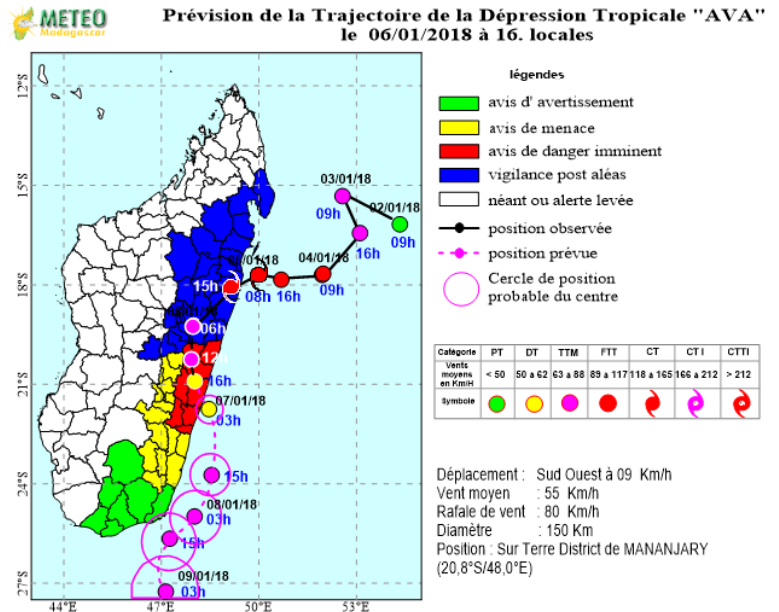 METEO
Madagascar
Prévision de la Trajectoire de la Dépression Tropicale "AVA"
le 06/01/2018 à 16. locales
légendes
avis d' avertissement
avis de menace
avis de danger imminent
vigilance post aléas
néant ou alerte levée
position observée
position prévue
Cercle de position
probable du centre
12°S
15°S
18°S
21°S
24°S
27°S
44°E
47°E
50°E
53°E
03/01/18
09h
02/01/18
09h
16h
04/01/18
09h
16h
08h
15h
06h
12h
16h
07/01/18
03h
15h
08/01/18
03h
15h
09/01/18
03h
Catégorie PT DT TTM FTT CT CT I CTTI
Vents
moyens
en Km/H
< 50 50 à 62 63 à 88 89 à 117 118 à 165 166 à 212 > 212
Symbole
Déplacement : Sud Ouest à 09 Km/h
Vent moyen : 55 Km/h
Rafale de vent : 80 Km/h
Diamètre : 150 Km
Position : Sur Terre District de MANANJARY
(20,8°S/48,0°E)